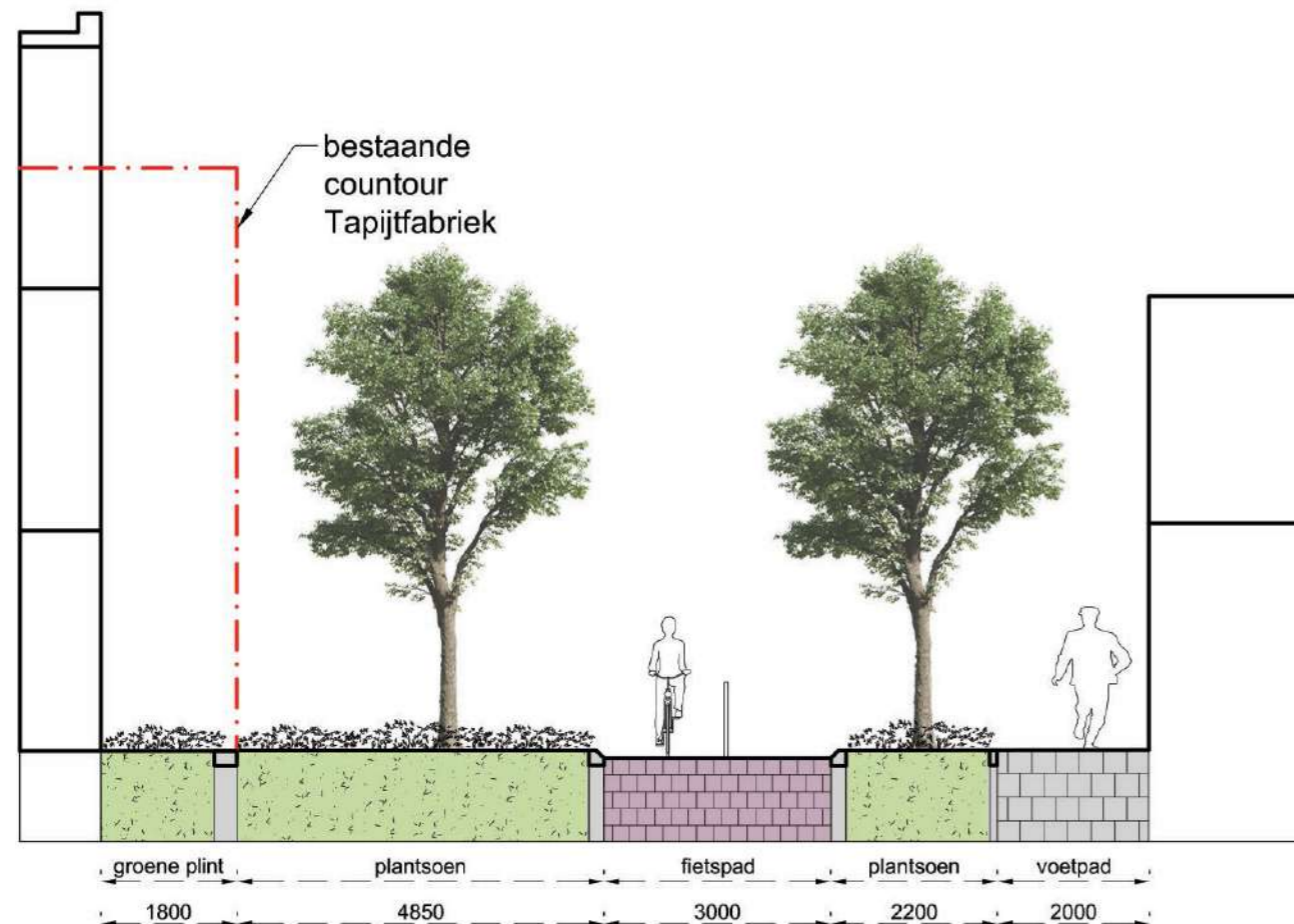 bestaande
countour
Tapijtfabriek
groene plint plantsoen fietspad plantsoen voetpad
1800 4850 3000 2200 2000